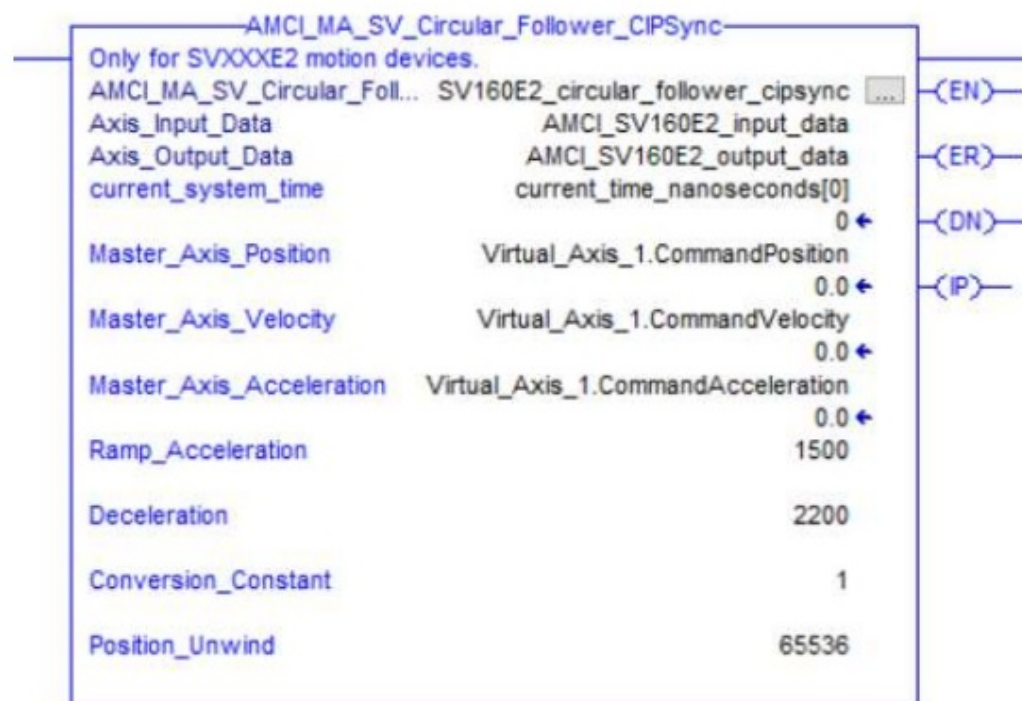 AMCI_MA_SV_Circular_Follower_CIPSync
Only for SVXXXE2 motion devices.
AMCI_MA_SV_Circular_Foll... SV160E2_circular_follower_cipsync ... (EN)
Axis_Input_Data AMCI_SV160E2_input_data
Axis_Output_Data AMCI_SV160E2_output_data (ER)
current_system_time current_time_nanoseconds[0]
0 ← (DN)
Master_Axis_Position Virtual_Axis_1.CommandPosition
0.0 ← (IP)
Master_Axis_Velocity Virtual_Axis_1.CommandVelocity
0.0 ←
Master_Axis_Acceleration Virtual_Axis_1.CommandAcceleration
0.0 ←
Ramp_Acceleration 1500
Deceleration 2200
Conversion_Constant 1
Position_Unwind 65536